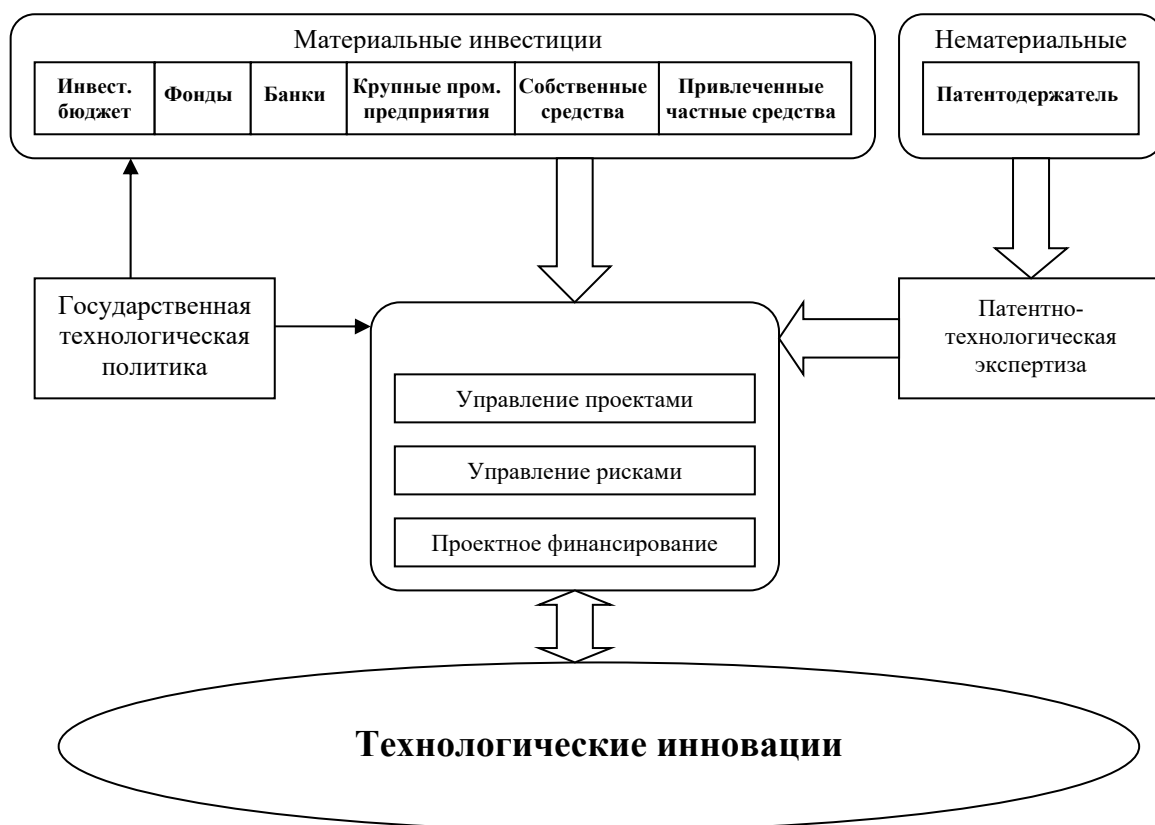 Материальные инвестиции
Нематериальные
Инвест.
бюджет
Фонды
Банки
Крупные пром.
предприятия
Собственные
средства
Привлеченные
частные средства
Патентодержатель
Государственная
технологическая
политика
Патентно-
технологическая
экспертиза
Управление проектами
Управление рисками
Проектное финансирование
Технологические инновации